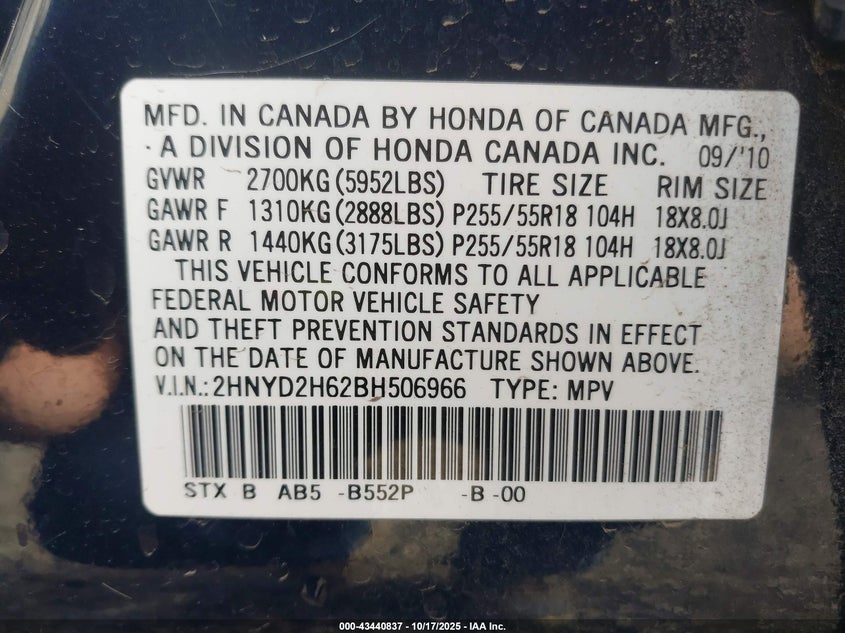 MFD. IN CANADA BY HONDA OF CANADA MFG.,
A DIVISION OF HONDA CANADA INC. 09/'10
GVWR 2700KG (5952LBS) TIRE SIZE RIM SIZE
GAWR F 1310KG (2888LBS) P255/55R18 104H 18X8.0J
GAWR R 1440KG (3175LBS) P255/55R18 104H 18X8.0J
THIS VEHICLE CONFORMS TO ALL APPLICABLE
FEDERAL MOTOR VEHICLE SAFETY
AND THEFT PREVENTION STANDARDS IN EFFECT
ON THE DATE OF MANUFACTURE SHOWN ABOVE.
V.I.N.: 2HNYD2H62BH506966 TYPE: MPV
STX B AB5 -B552P -B -00
000-43440837 - 10/17/2025 - IAA Inc.